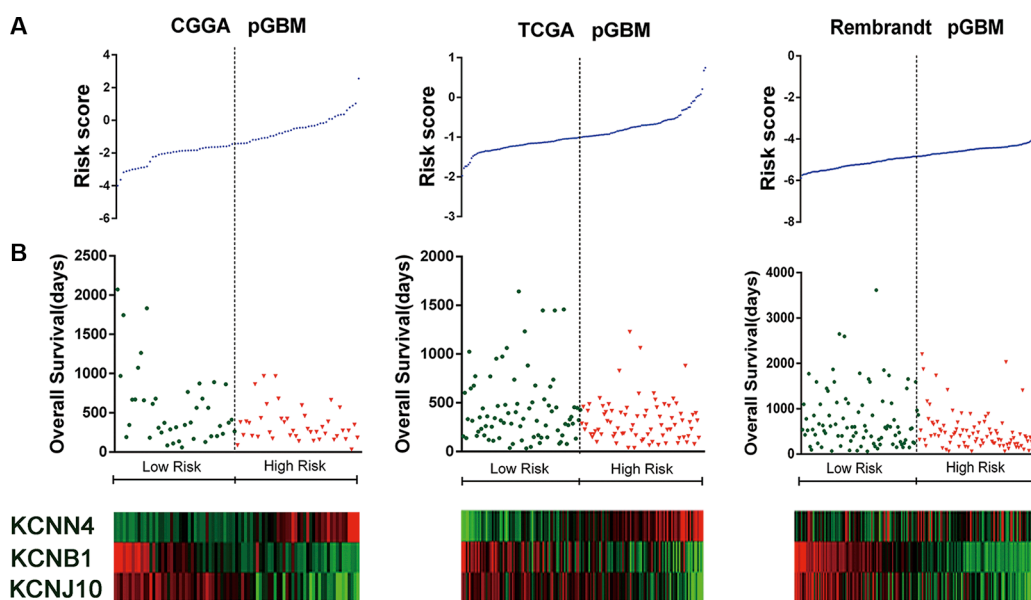 A
CGGA pGBM
TCGA pGBM
Rembrandt pGBM
Risk score
4
2
0
-2
-4
-6
Risk score
1
0
-1
-2
-3
Risk score
0
-2
-4
-6
-8
B
Overall Survival(days)
2500
2000
1500
1000
500
0
Low Risk
High Risk
Overall Survival(days)
2000
1500
1000
500
0
Low Risk
High Risk
Overall Survival(days)
4000
3000
2000
1000
0
Low Risk
High Risk
KCNN4
KCNB1
KCNJ10